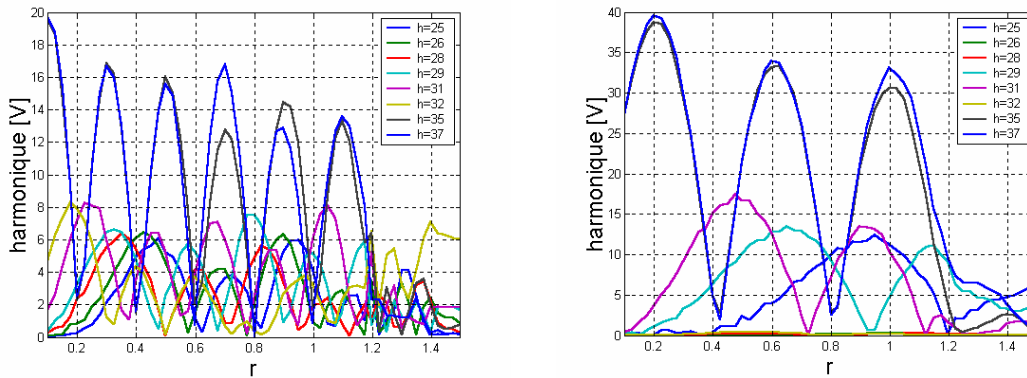 20
18
16
14
12
10
8
6
4
2
0
harmonique [V]
0.2 0.4 0.6 0.8 1 1.2 1.4
r
h=25
h=26
h=28
h=29
h=31
h=32
h=35
h=37
40
35
30
25
20
15
10
5
0
harmonique [V]
0.2 0.4 0.6 0.8 1 1.2 1.4
r
h=25
h=26
h=28
h=29
h=31
h=32
h=35
h=37